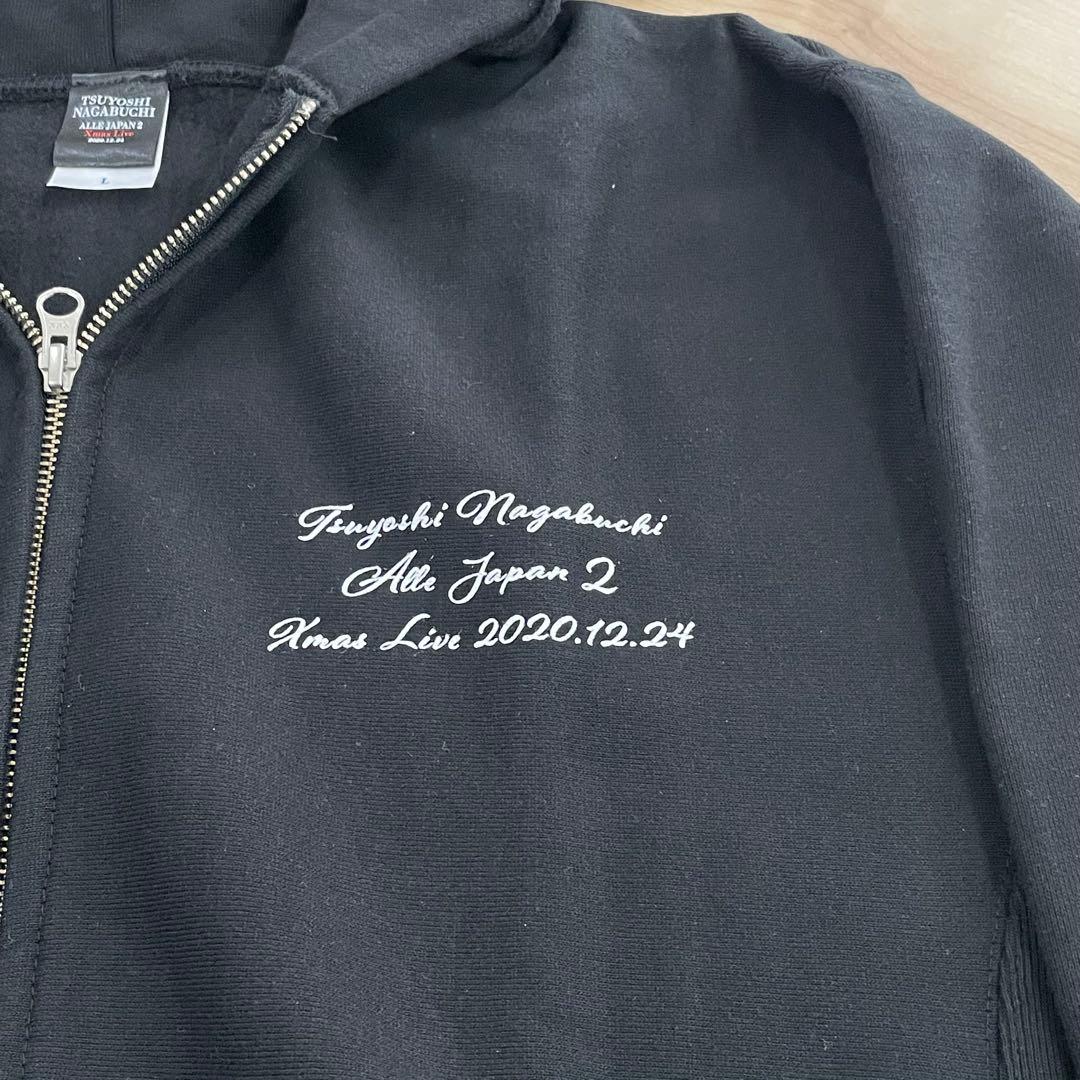 TSUYOSHI
NAGABUCHI
ALLE JAPAN 2
Xmas Live
2020.12.24
L
Tsuyoshi Nagabuchi
Alle Japan 2
Xmas Live 2020.12.24